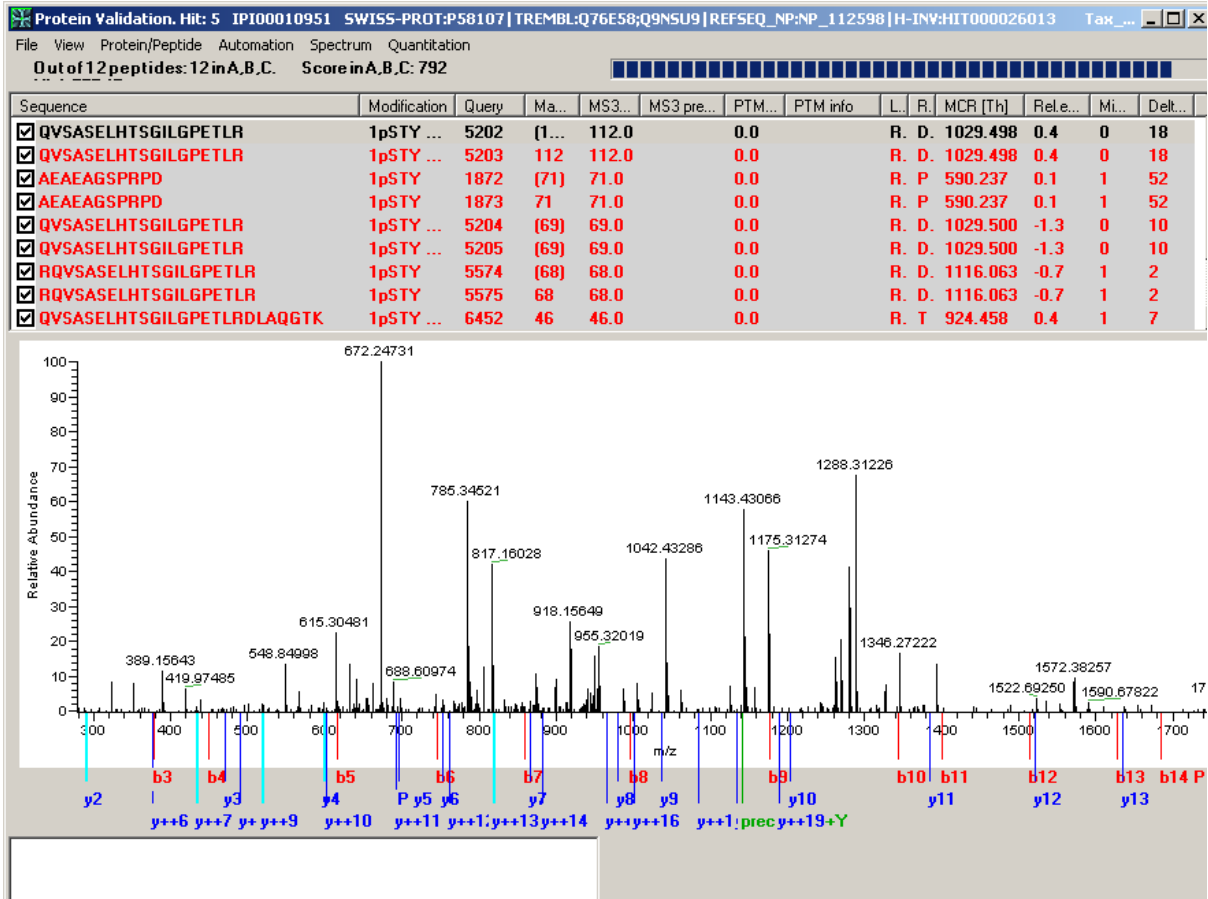 Protein Validation. Hit: 5 IPI00010951 SWISS-PROT:P58107|TREMBL:Q76E58;Q9NSU9|REFSEQ_NP:NP_112598|H-INV:HIT000026013 Tax_...
File View Protein/Peptide Automation Spectrum Quantitation
Out of 12 peptides: 12 in A,B,C. Score in A,B,C: 792
Sequence Modification Query Ma... MS3... MS3 pre... PTM... PTM info L.. R. MCR [Th] Rel.e... Mi... Delt...
QVSASELHTSGILGPETLR 1pSTY ... 5202 (1... 112.0 0.0 R. D. 1029.498 0.4 0 18
QVSASELHTSGILGPETLR 1pSTY ... 5203 112 112.0 0.0 R. D. 1029.498 0.4 0 18
AEAEAGSPRPD 1pSTY 1872 (71) 71.0 0.0 R. P 590.237 0.1 1 52
AEAEAGSPRPD 1pSTY 1873 71 71.0 0.0 R. P 590.237 0.1 1 52
QVSASELHTSGILGPETLR 1pSTY ... 5204 (69) 69.0 0.0 R. D. 1029.500 -1.3 0 10
QVSASELHTSGILGPETLR 1pSTY ... 5205 (69) 69.0 0.0 R. D. 1029.500 -1.3 0 10
RQVSASELHTSGILGPETLR 1pSTY 5574 (68) 68.0 0.0 R. D. 1116.063 -0.7 1 2
RQVSASELHTSGILGPETLR 1pSTY 5575 68 68.0 0.0 R. D. 1116.063 -0.7 1 2
QVSASELHTSGILGPETLRDLAQGTK 1pSTY ... 6452 46 46.0 0.0 R. T 924.458 0.4 1 7
672.24731
100
90
80
70
1288.31226
60
785.34521
1143.43066
50
1175.31274
817.16028
1042.43286
40
Relative Abundance
30
918.15649
615.30481
955.32019
20
1346.27222
548.84998
389.15643
688.60974
1572.38257
10
419.97485
1522.69250
1590.67822
17
0
300 400 500 600 700 800 900 1000 1100 1200 1300 1400 1500 1600 1700
m/z
b3 b4 b5 b6 b7 b8 b9 b10 b11 b12 b13 b14 P
y2 y3 y4 P y5 y6 y7 y8 y9 y10 y11 y12 y13
y++6 y++7 y+ y++9 y++10 y++11 y++12 y++13 y++14 y++ y++16 y++1 prec y++19 +Y